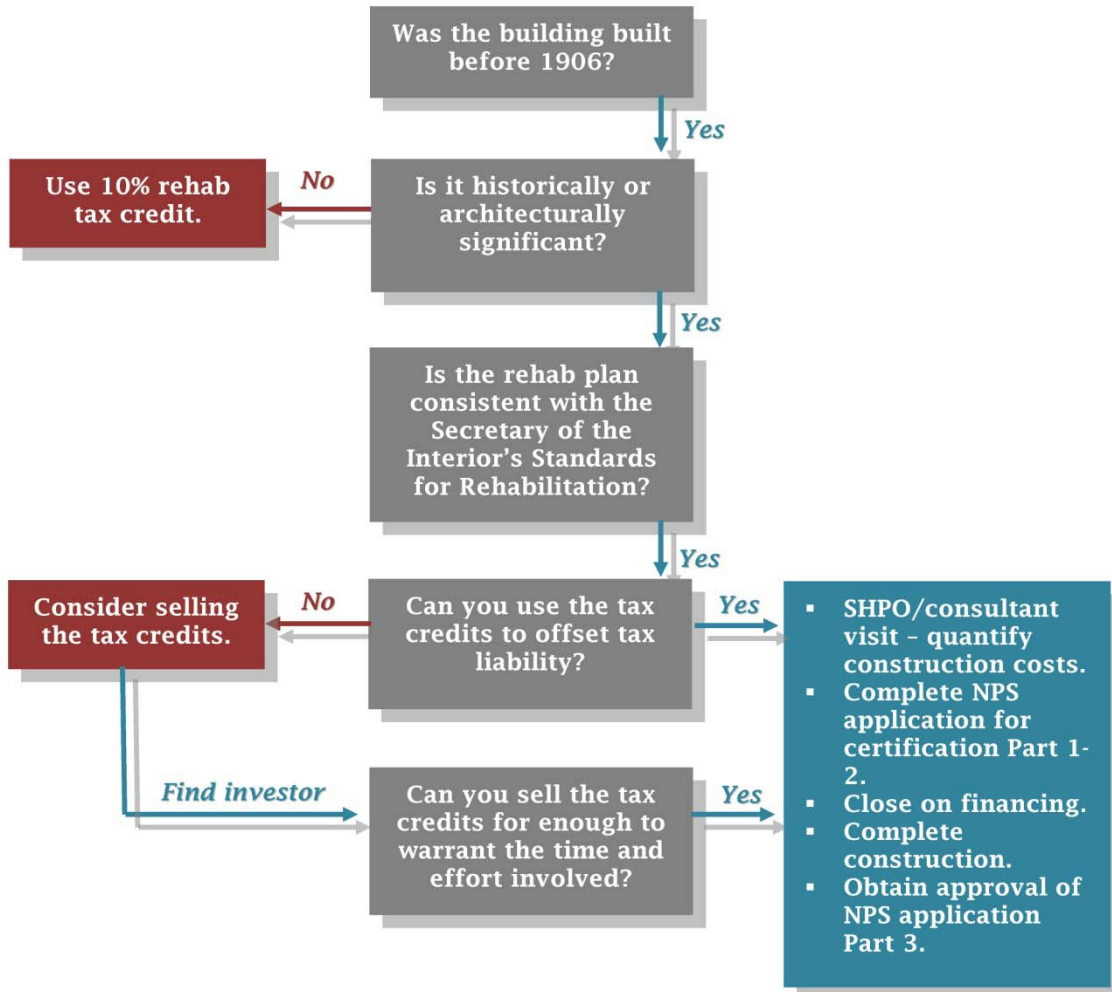 Was the building built
before 1906?
Yes
Use 10% rehab
tax credit.
No
Is it historically or
architecturally
significant?
Yes
Is the rehab plan
consistent with the
Secretary of the
Interior’s Standards
for Rehabilitation?
Yes
Consider selling
the tax credits.
No
Can you use the tax
credits to offset tax
liability?
Yes
Find investor
Can you sell the tax
credits for enough to
warrant the time and
effort involved?
Yes
▪ SHPO/consultant
visit – quantify
construction costs.
▪ Complete NPS
application for
certification Part 1-
2.
▪ Close on financing.
▪ Complete
construction.
▪ Obtain approval of
NPS application
Part 3.